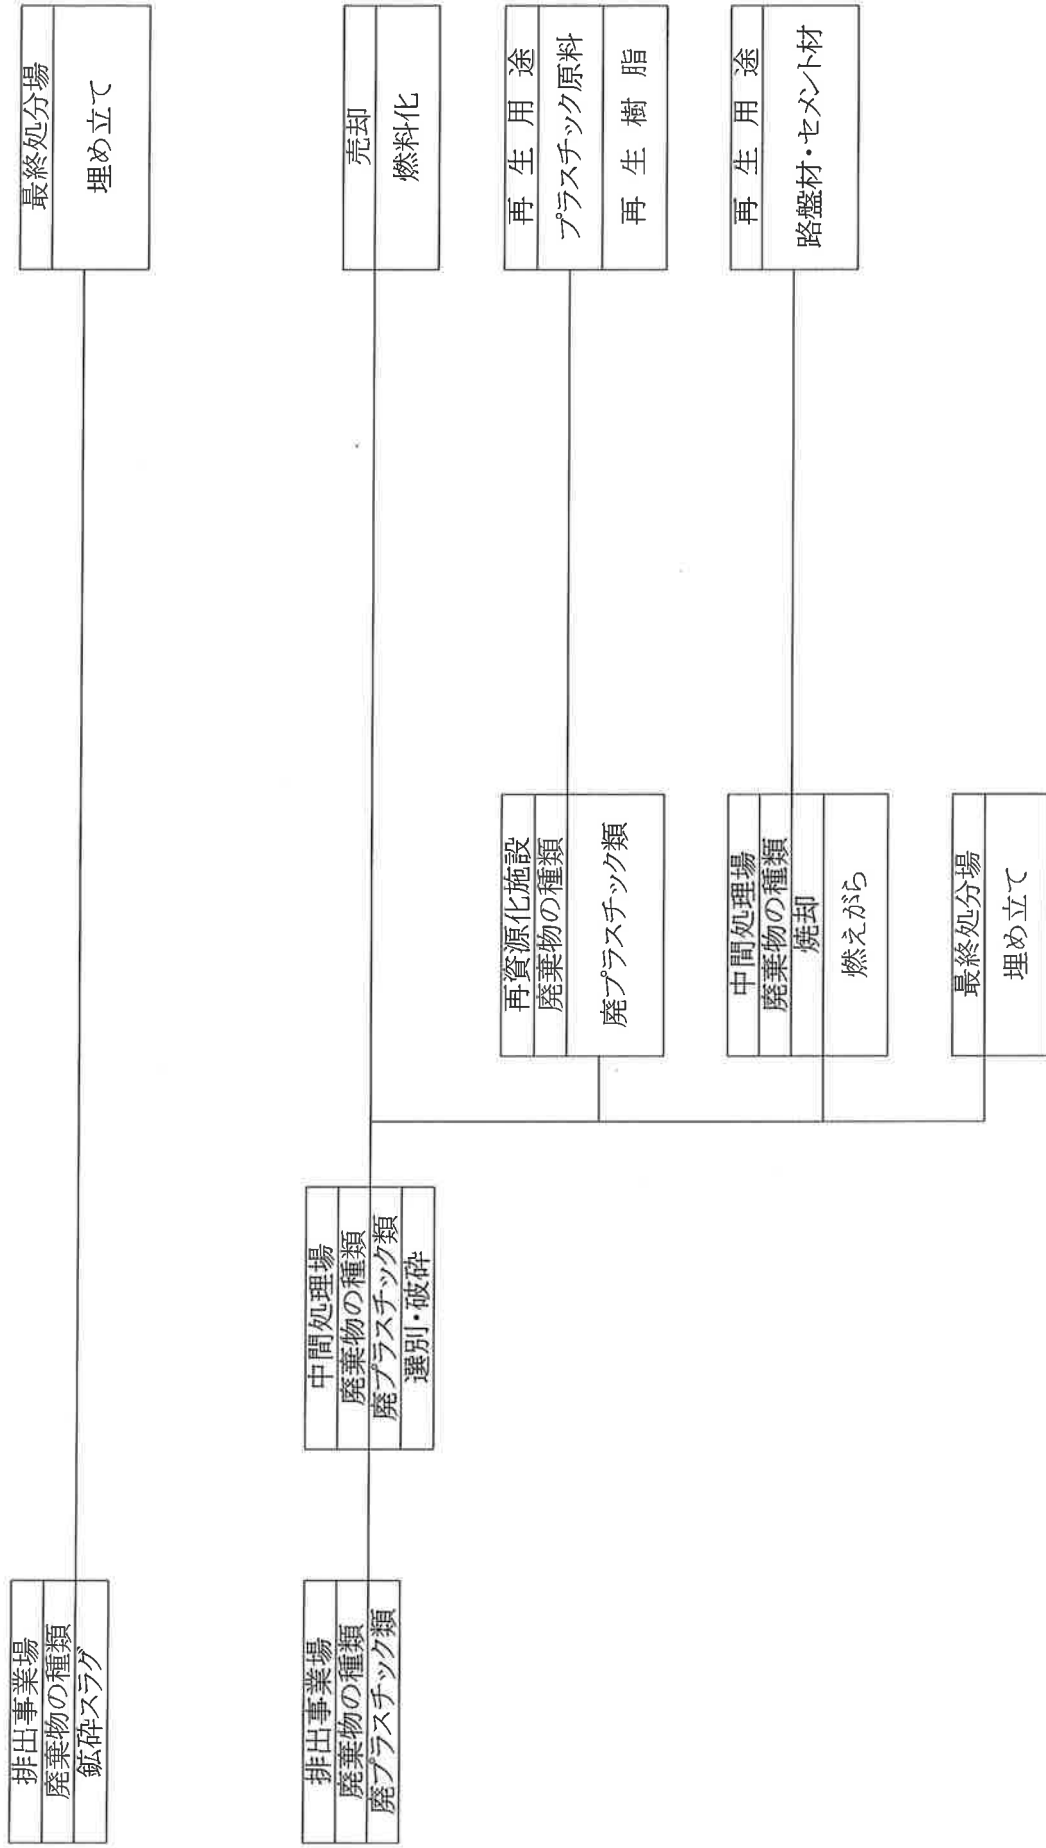 排出事業場
廃棄物の種類
鉱砕スラグ
最終処分場
埋め立て
排出事業場
廃棄物の種類
廃プラスチック類
中間処理場
廃棄物の種類
廃プラスチック類
選別・破砕
売却
燃料化
再資源化施設
廃棄物の種類
廃プラスチック類
再生用途
プラスチック原料
再生樹脂
中間処理場
廃棄物の種類
焼却
燃えがら
再生用途
路盤材・セメント材
最終処分場
埋め立て